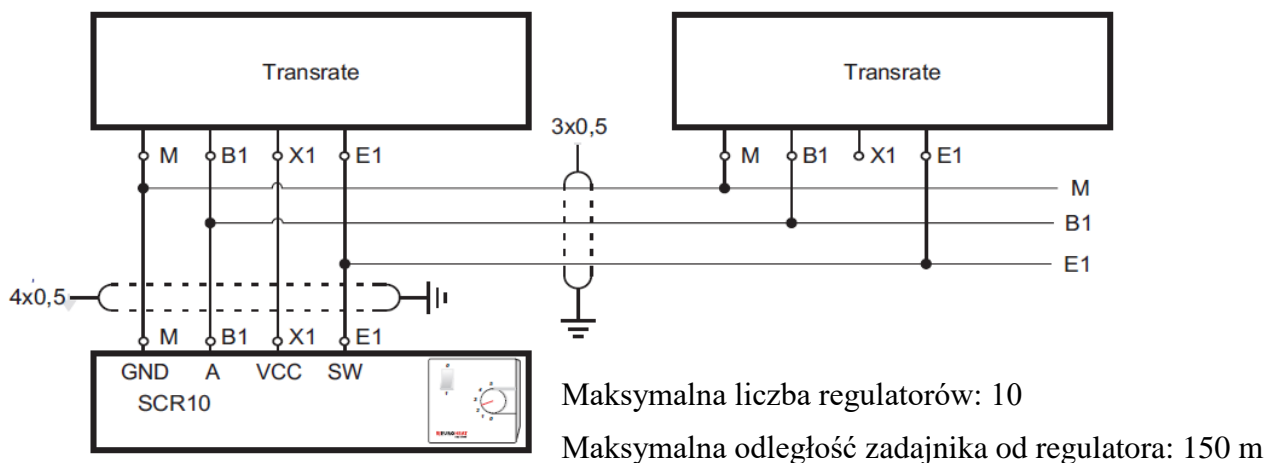 Transrate
Transrate
3x0,5
M B1 X1 E1
M B1 X1 E1
M
B1
E1
4x0,5
M B1 X1 E1
GND A VCC SW
SCR10
Maksymalna liczba regulatorów: 10
Maksymalna odległość zadajnika od regulatora: 150 m